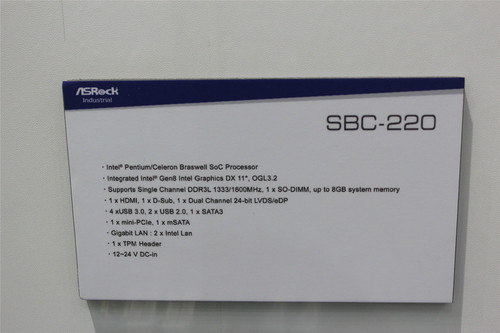 ASRock
Industrial
SBC-220
· Intel® Pentium/Celeron Braswell SoC Processor
· Integrated Intel® Gen8 Intel Graphics DX 11*, OGL3.2
· Supports Single Channel DDR3L 1333/1600MHz, 1 x SO-DIMM, up to 8GB system memory
· 1 x HDMI, 1 x D-Sub, 1 x Dual Channel 24-bit LVDS/eDP
· 4 xUSB 3.0, 2 x USB 2.0, 1 x SATA3
· 1 x mini-PCIe, 1 x mSATA
· Gigabit LAN : 2 x Intel Lan
· 1 x TPM Header
· 12~24 V DC-in